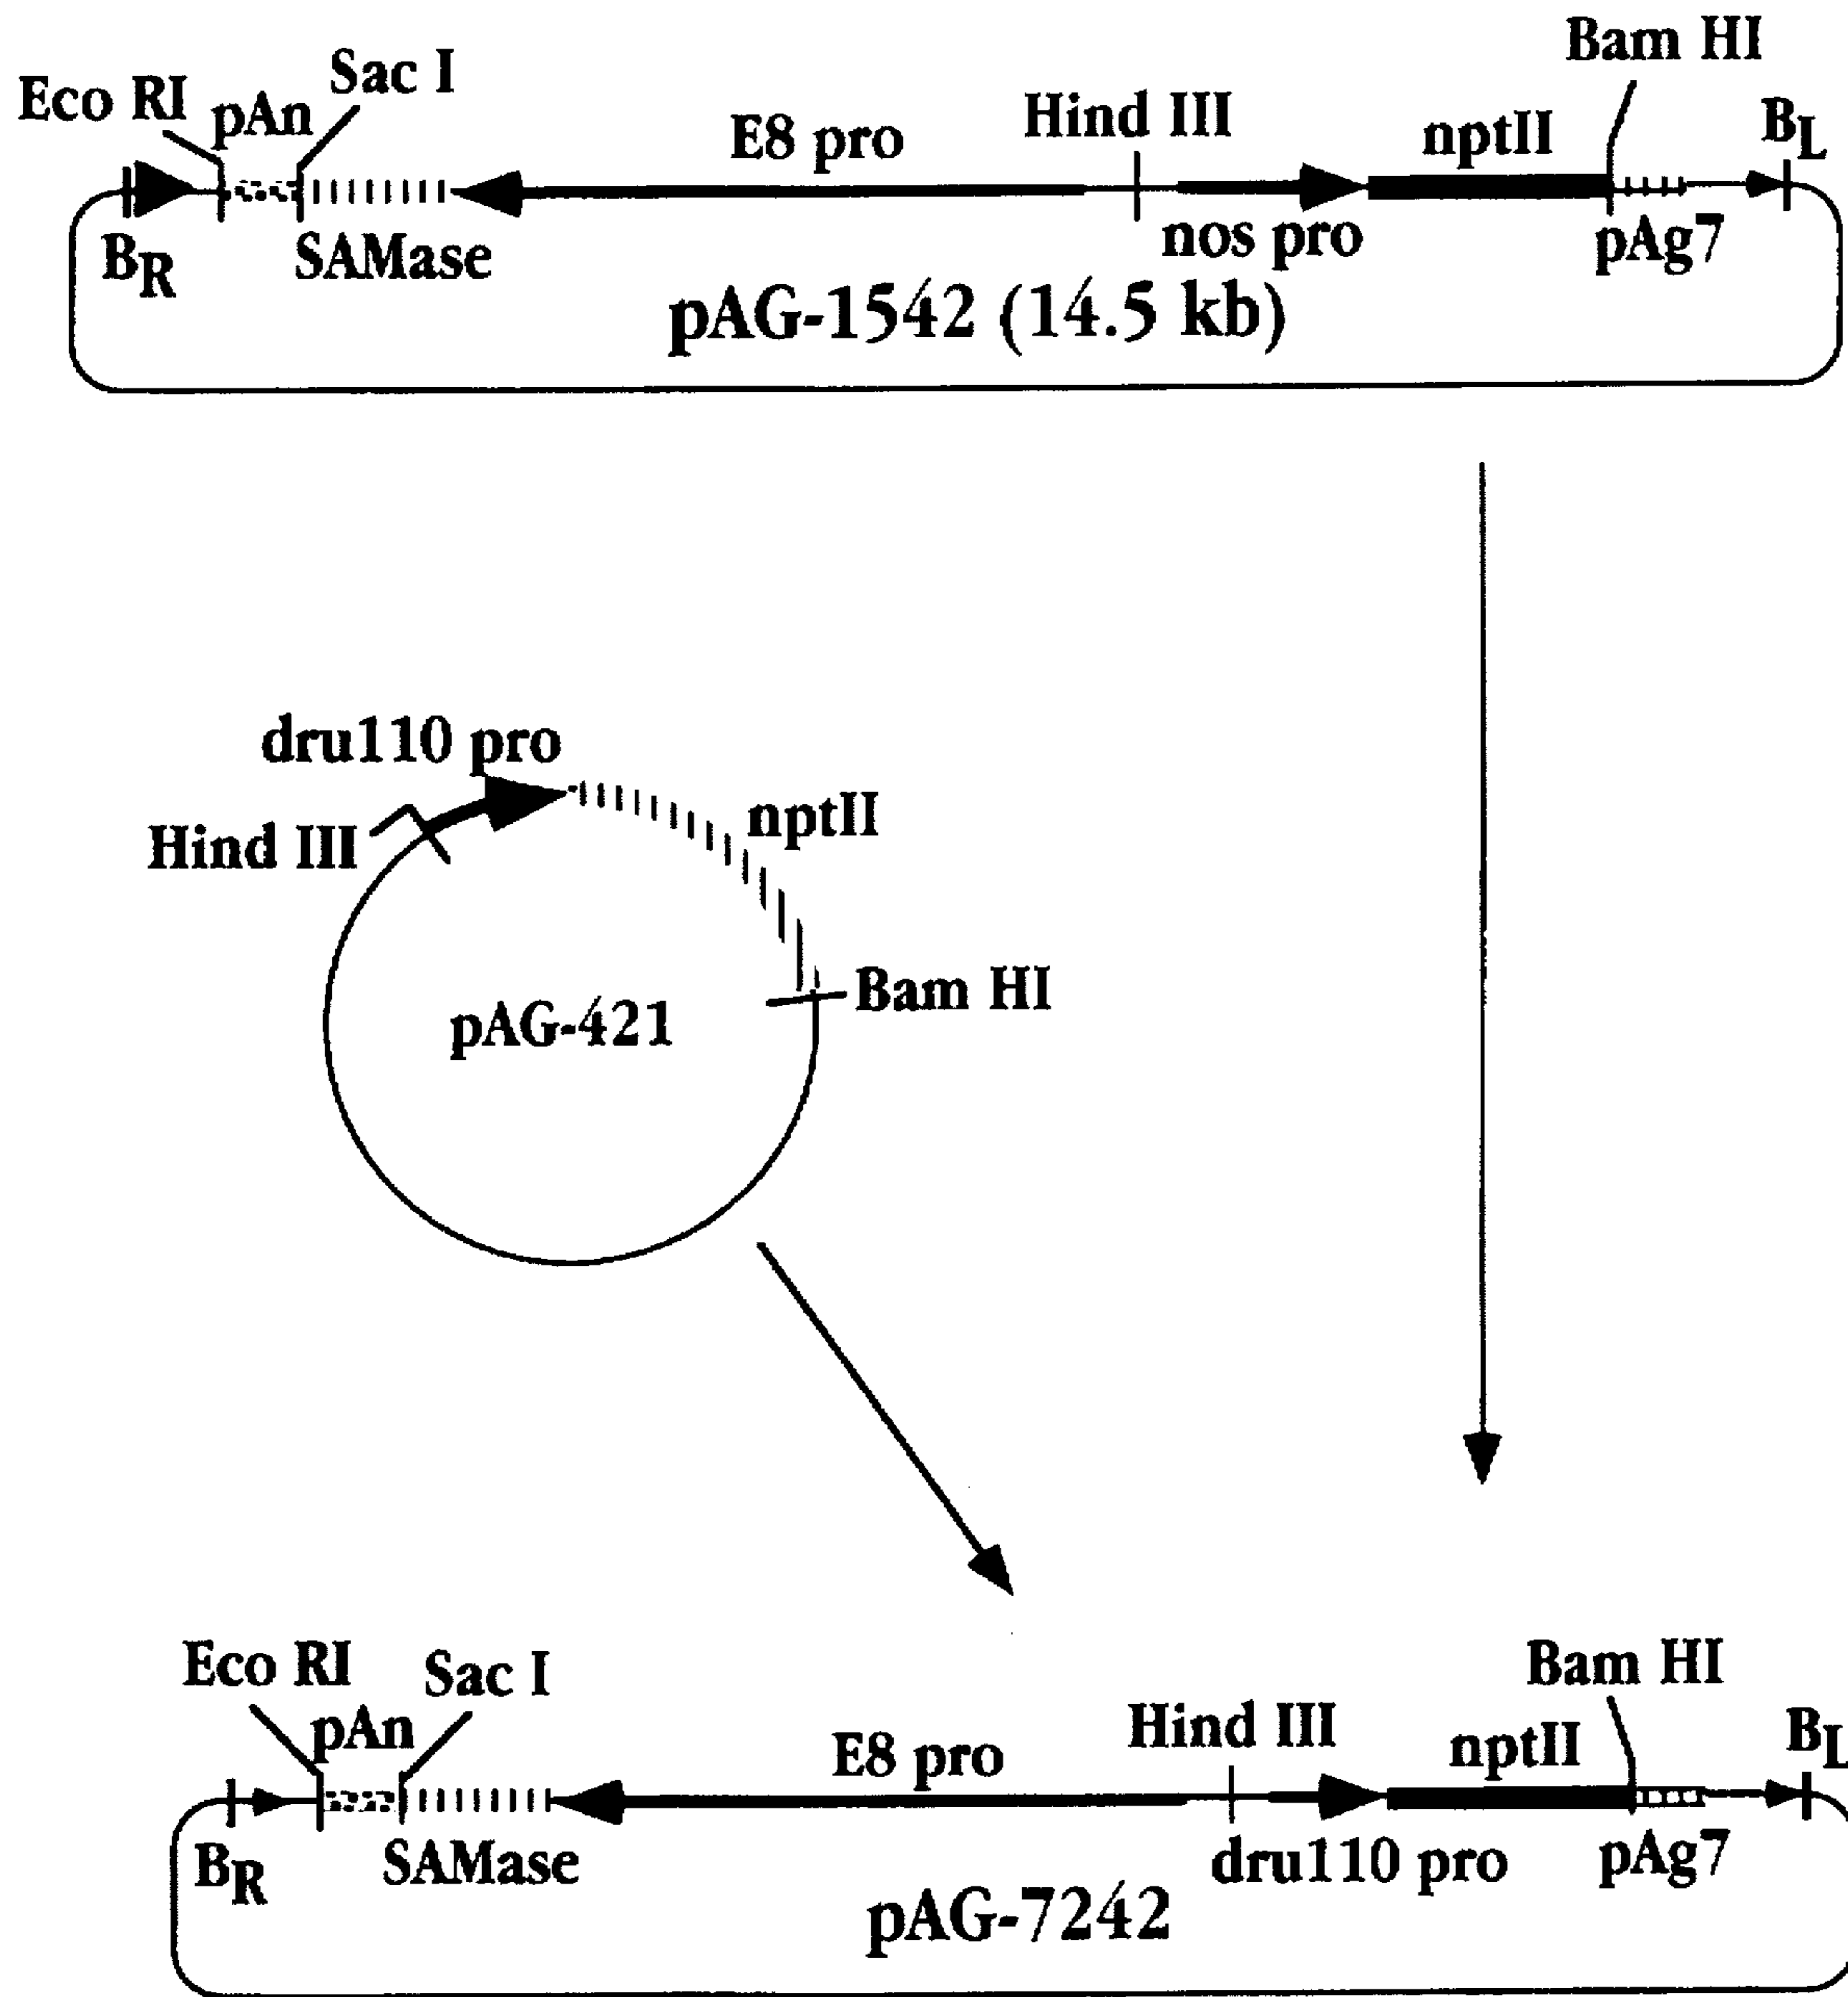 Eco RI
pAn
Sac I
E8 pro
Hind III
nptII
Bam HI
BL
BR
SAMase
nos pro
pAg7
pAG-1542 (14.5 kb)
dru110 pro
Hind III
nptII
Bam HI
pAG-421
Eco RI
pAn
Sac I
E8 pro
Hind III
nptII
Bam HI
BL
BR
SAMase
dru110 pro
pAg7
pAG-7242